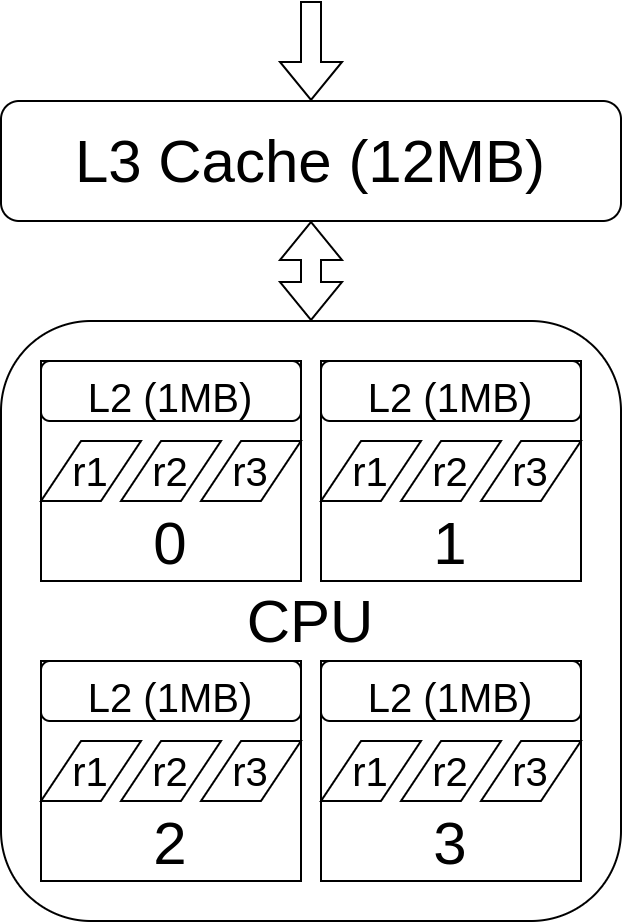 L3 Cache (12MB)
L2 (1MB)
r1 r2 r3
0
L2 (1MB)
r1 r2 r3
1
CPU
L2 (1MB)
r1 r2 r3
2
L2 (1MB)
r1 r2 r3
3